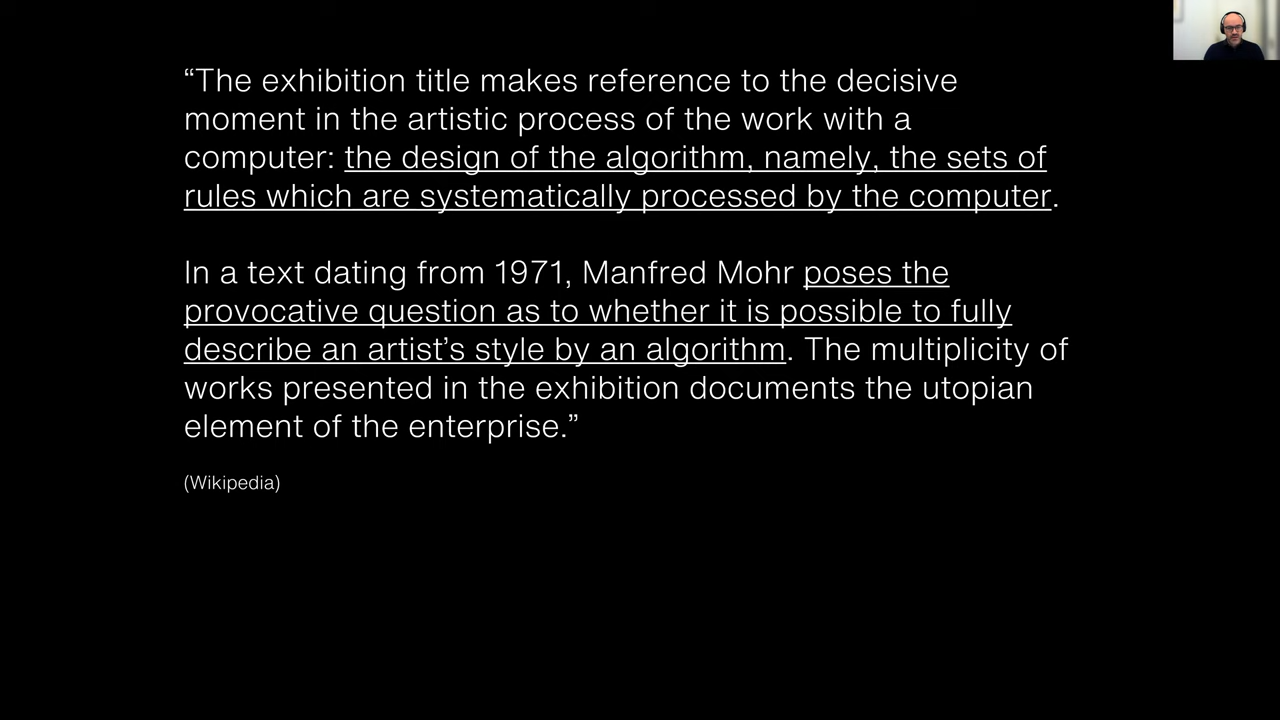 “The exhibition title makes reference to the decisive
moment in the artistic process of the work with a
computer: the design of the algorithm, namely, the sets of
rules which are systematically processed by the computer.
In a text dating from 1971, Manfred Mohr poses the
provocative question as to whether it is possible to fully
describe an artist’s style by an algorithm. The multiplicity of
works presented in the exhibition documents the utopian
element of the enterprise.”
(Wikipedia)